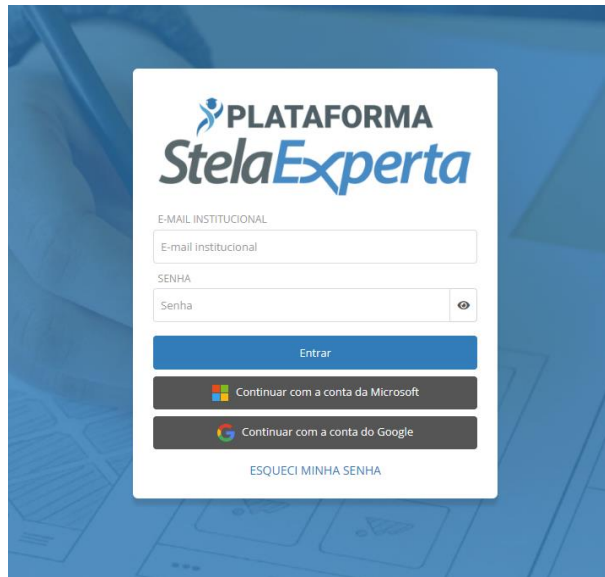 PLATAFORMA
StelaExperta
E-MAIL INSTITUCIONAL
E-mail institucional
SENHA
Senha
Entrar
Continuar com a conta da Microsoft
Continuar com a conta do Google
ESQUECI MINHA SENHA